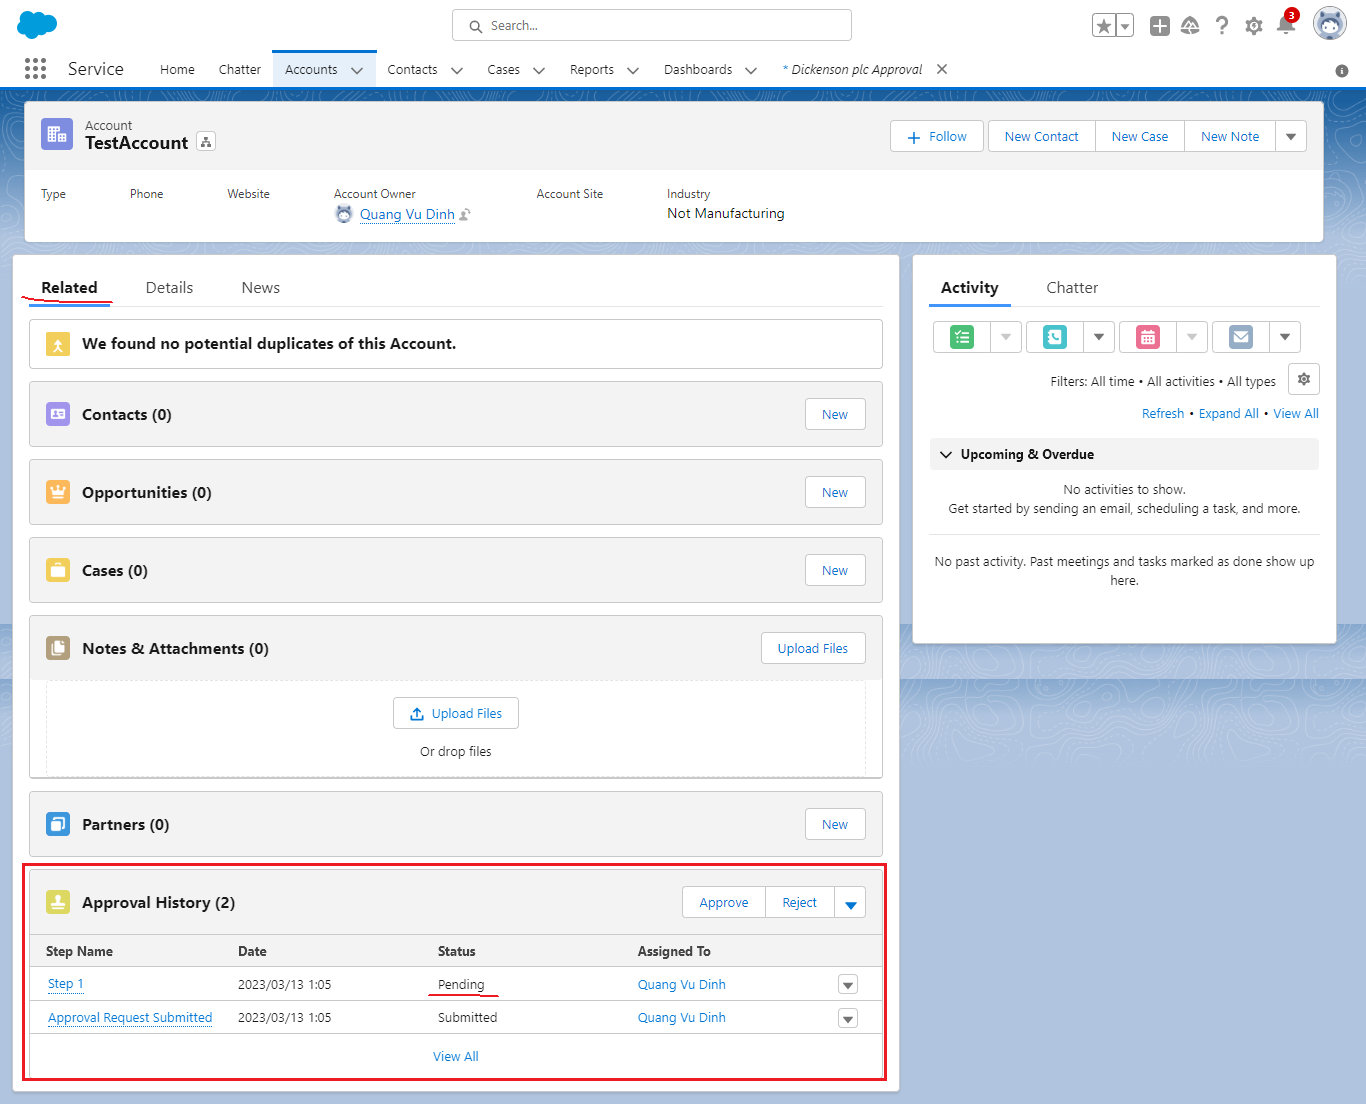 Search...
3
Service Home Chatter Accounts Contacts Cases Reports Dashboards * Dickenson plc Approval
Account
TestAccount
Follow New Contact New Case New Note
Type Phone Website Account Owner Account Site Industry
Quang Vu Dinh Not Manufacturing
Related Details News
We found no potential duplicates of this Account.
Contacts (0) New
Opportunities (0) New
Cases (0) New
Notes & Attachments (0) Upload Files
Upload Files
Or drop files
Partners (0) New
Approval History (2) Approve Reject
Step Name Date Status Assigned To
Step 1 2023/03/13 1:05 Pending Quang Vu Dinh
Approval Request Submitted 2023/03/13 1:05 Submitted Quang Vu Dinh
View All
Activity Chatter
Filters: All time • All activities • All types
Refresh • Expand All • View All
Upcoming & Overdue
No activities to show.
Get started by sending an email, scheduling a task, and more.
No past activity. Past meetings and tasks marked as done show up
here.